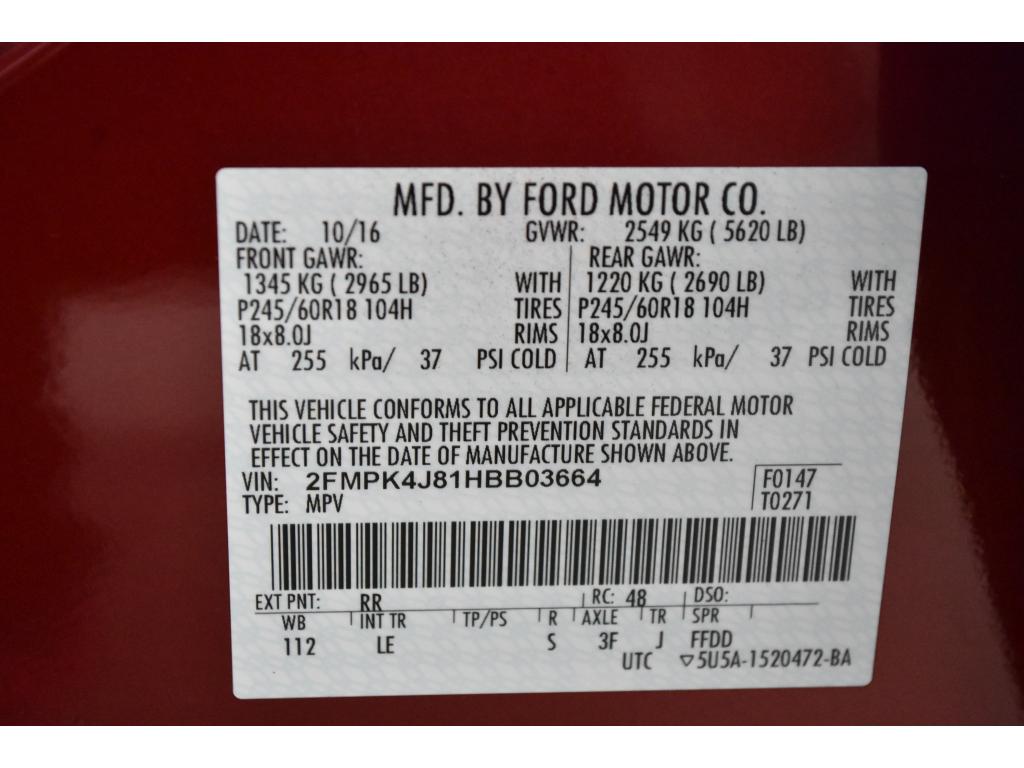 MFD. BY FORD MOTOR CO.
DATE: 10/16 GVWR: 2549 KG ( 5620 LB)
FRONT GAWR: REAR GAWR:
1345 KG ( 2965 LB) WITH 1220 KG ( 2690 LB) WITH
P245/60R18 104H TIRES P245/60R18 104H TIRES
18x8.0J RIMS 18x8.0J RIMS
AT 255 kPa/ 37 PSI COLD AT 255 kPa/ 37 PSI COLD
THIS VEHICLE CONFORMS TO ALL APPLICABLE FEDERAL MOTOR
VEHICLE SAFETY AND THEFT PREVENTION STANDARDS IN
EFFECT ON THE DATE OF MANUFACTURE SHOWN ABOVE.
VIN: 2FMPK4J81HBB03664 F0147
TYPE: MPV T0271
EXT PNT: RR RC: 48 DSO:
WB INT TR TP/PS R AXLE TR SPR
112 LE S 3F J FFDD
UTC ▽5U5A-1520472-BA